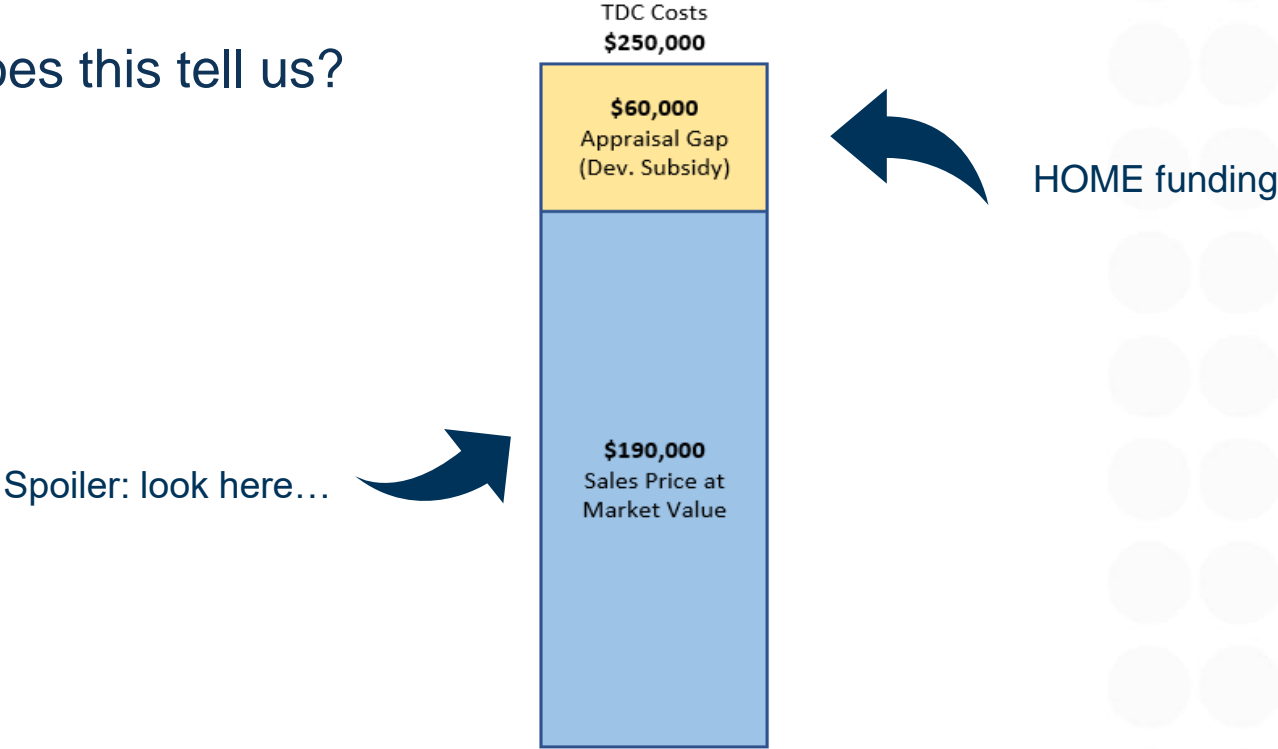 TDC Costs
$250,000
oes this tell us?
$60,000
Appraisal Gap
(Dev. Subsidy)
HOME funding
$190,000
Sales Price at
Market Value
Spoiler: look here…